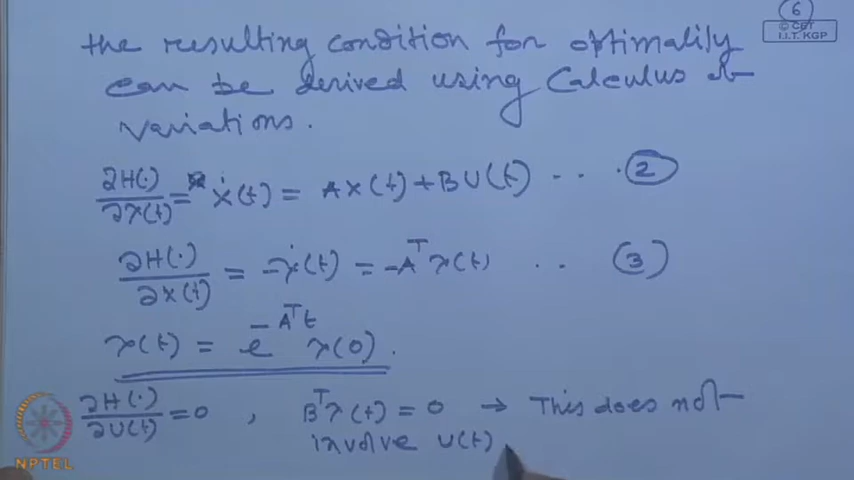 6
© CET
I.I.T. KGP
the resulting condition for optimality
can be derived using Calculus of
variations.
∂H(·)/∂λ(t) = ẋ(t) = Ax(t) + BU(t) ... (2)
∂H(·)/∂x(t) = -λ̇(t) = -Aᵀλ(t) .. (3)
λ(t) = e^{-Aᵀt} λ(0).
∂H(·)/∂U(t) = 0 , Bᵀλ(t) = 0 → This does not
involve U(t)
NPTEL